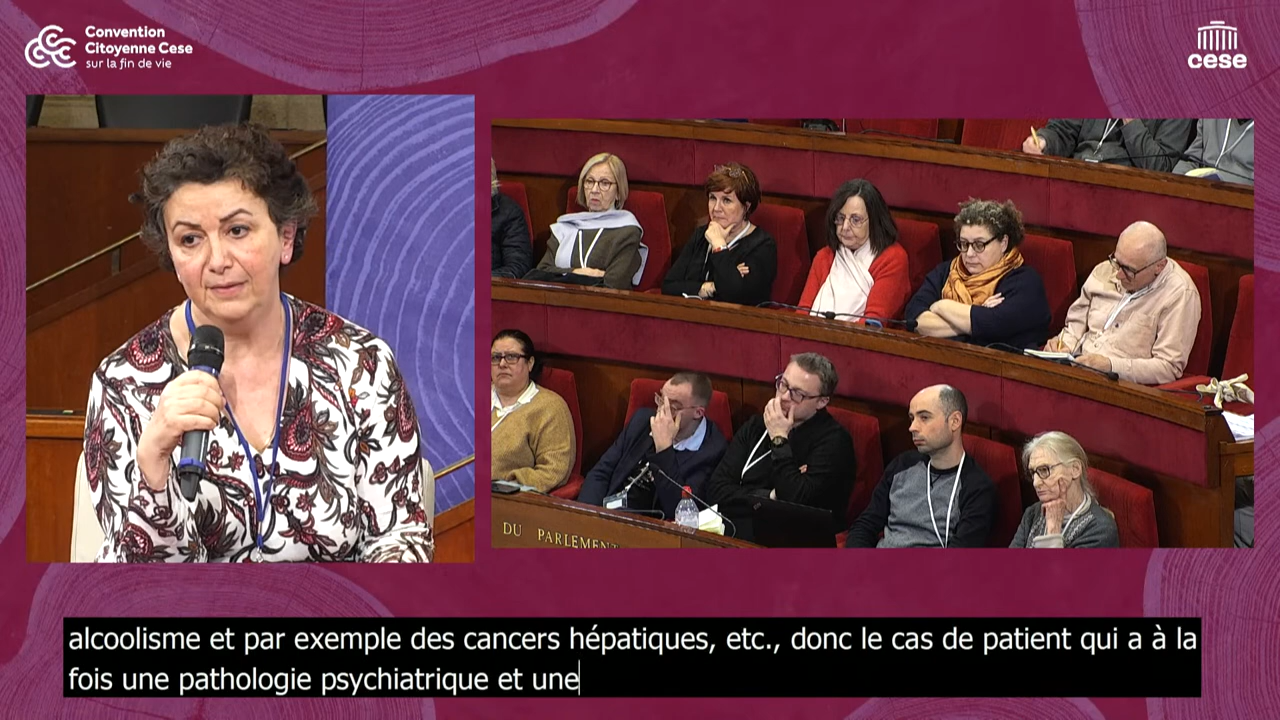 Convention
Citoyenne Cese
sur la fin de vie
cese
DU PARLEMENT
alcoolisme et par exemple des cancers hépatiques, etc., donc le cas de patient qui a à la
fois une pathologie psychiatrique et une